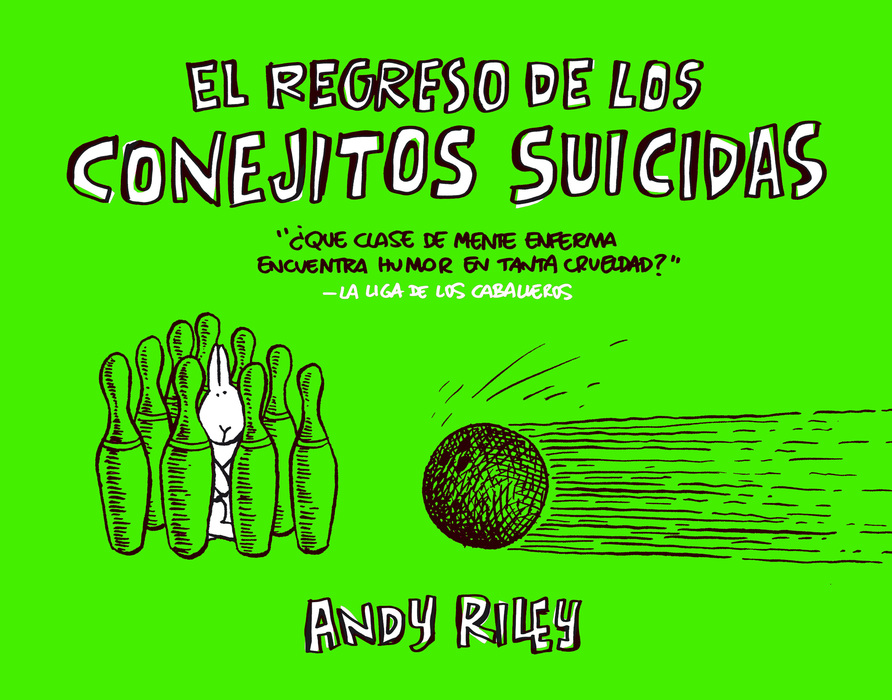 EL REGRESO DE LOS
CONEJITOS SUICIDAS
"¿QUE CLASE DE MENTE ENFERMA
ENCUENTRA HUMOR EN TANTA CRUELDAD?"
—LA LIGA DE LOS CABALLEROS
ANDY RILEY